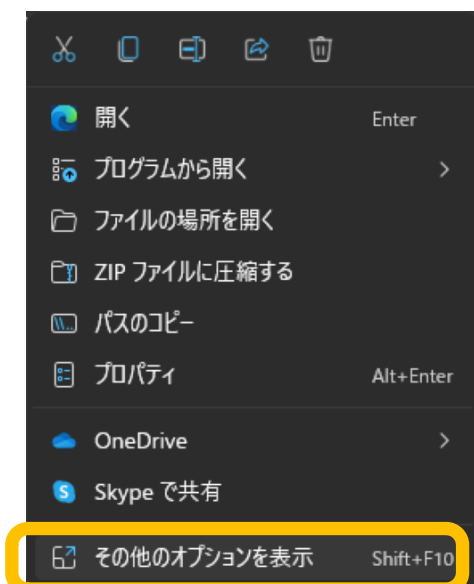 開く Enter
プログラムから開く
ファイルの場所を開く
ZIP ファイルに圧縮する
パスのコピー
プロパティ Alt+Enter
OneDrive
Skype で共有
その他のオプションを表示 Shift+F10